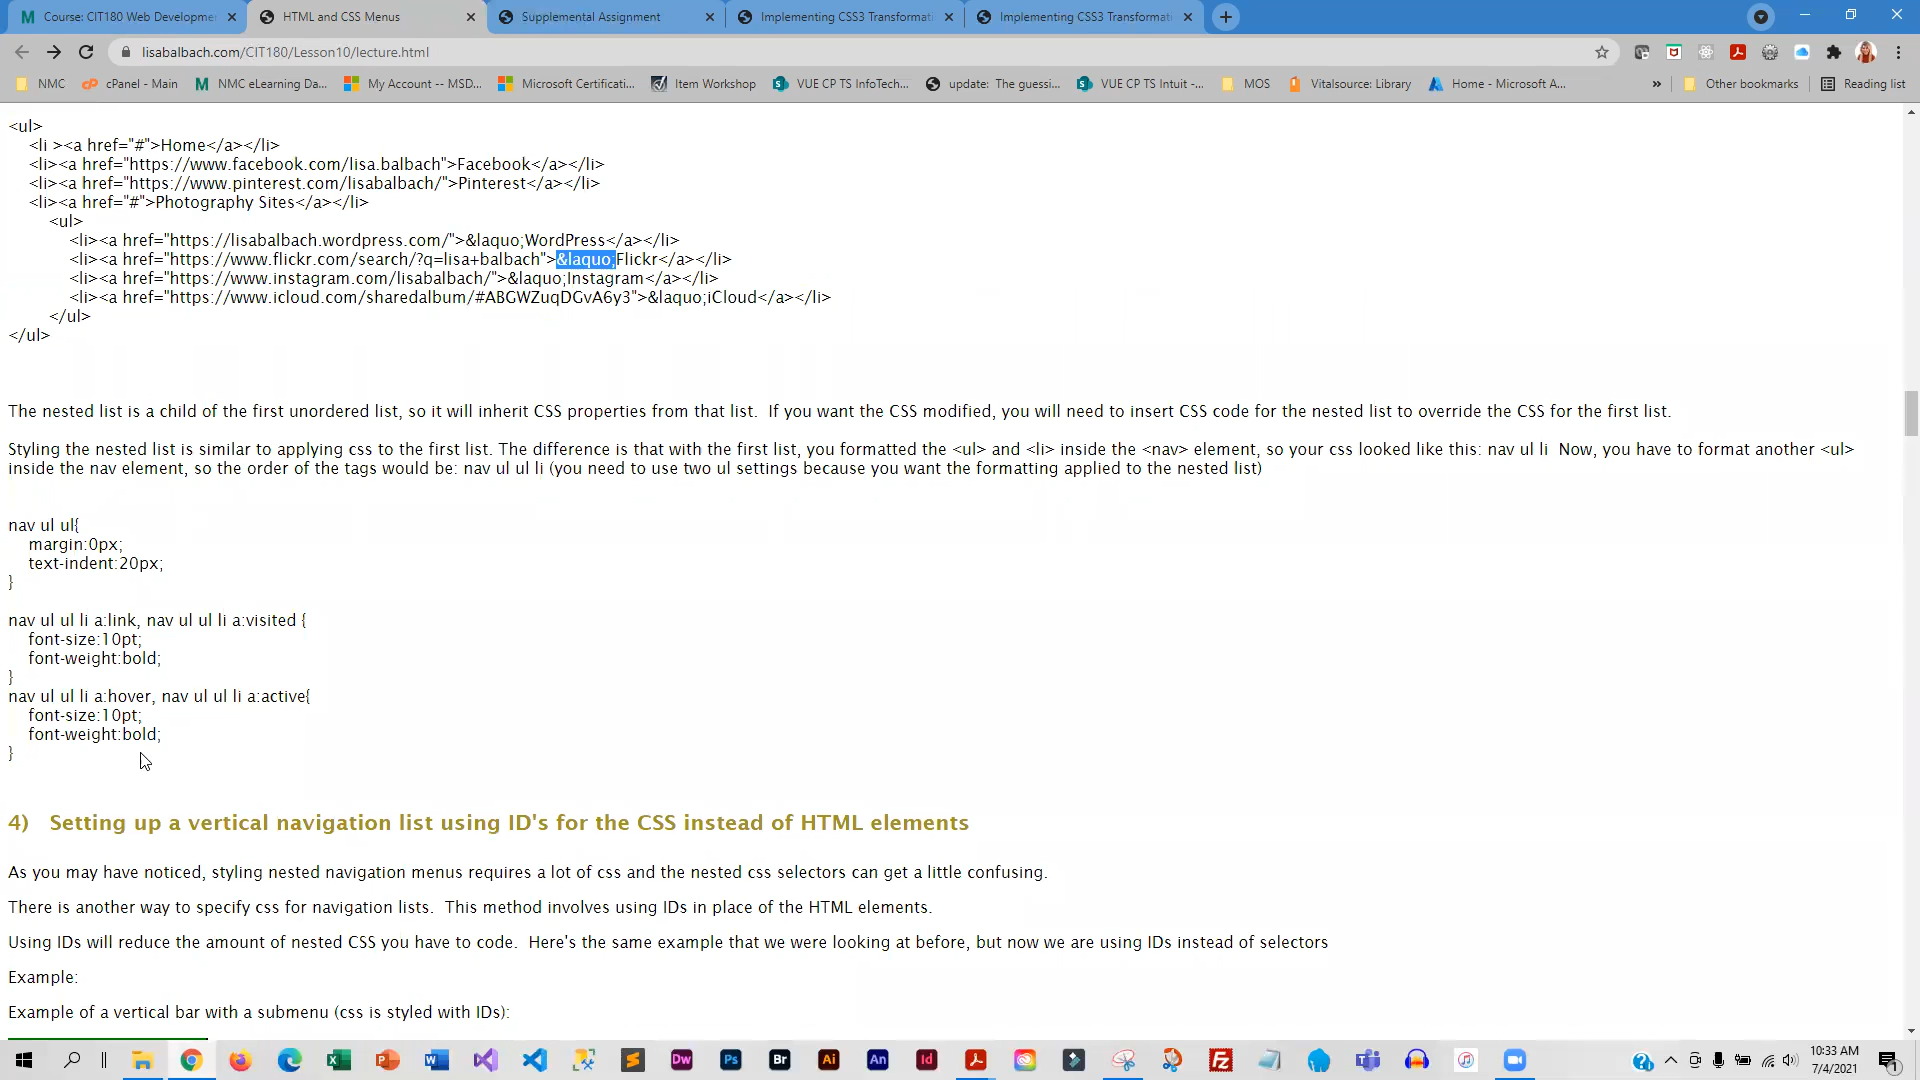 Course: CIT180 Web Developme
HTML and CSS Menus
Supplemental Assignment
Implementing CSS3 Transformati
Implementing CSS3 Transformati
lisabalbach.com/CIT180/Lesson10/lecture.html
NMC
cPanel - Main
NMC eLearning Da...
My Account -- MSD...
Microsoft Certificati...
Item Workshop
VUE CP TS InfoTech...
update: The guessi...
VUE CP TS Intuit -...
MOS
Vitalsource: Library
Home - Microsoft A...
»
Other bookmarks
Reading list
<ul>
<li ><a href="#">Home</a></li>
<li><a href="https://www.facebook.com/lisa.balbach">Facebook</a></li>
<li><a href="https://www.pinterest.com/lisabalbach/">Pinterest</a></li>
<li><a href="#">Photography Sites</a></li>
<ul>
<li><a href="https://lisabalbach.wordpress.com/">&laquo;WordPress</a></li>
<li><a href="https://www.flickr.com/search/?q=lisa+balbach">&laquo;Flickr</a></li>
<li><a href="https://www.instagram.com/lisabalbach/">&laquo;Instagram</a></li>
<li><a href="https://www.icloud.com/sharedalbum/#ABGWZuqDGvA6y3">&laquo;iCloud</a></li>
</ul>
</ul>
The nested list is a child of the first unordered list, so it will inherit CSS properties from that list.  If you want the CSS modified, you will need to insert CSS code for the nested list to override the CSS for the first list.
Styling the nested list is similar to applying css to the first list. The difference is that with the first list, you formatted the <ul> and <li> inside the <nav> element, so your css looked like this: nav ul li  Now, you have to format another <ul>
inside the nav element, so the order of the tags would be: nav ul ul li (you need to use two ul settings because you want the formatting applied to the nested list)
nav ul ul{
margin:0px;
text-indent:20px;
}
nav ul ul li a:link, nav ul ul li a:visited {
font-size:10pt;
font-weight:bold;
}
nav ul ul li a:hover, nav ul ul li a:active{
font-size:10pt;
font-weight:bold;
}
4)   Setting up a vertical navigation list using ID's for the CSS instead of HTML elements
As you may have noticed, styling nested navigation menus requires a lot of css and the nested css selectors can get a little confusing.
There is another way to specify css for navigation lists.  This method involves using IDs in place of the HTML elements.
Using IDs will reduce the amount of nested CSS you have to code.  Here's the same example that we were looking at before, but now we are using IDs instead of selectors
Example:
Example of a vertical bar with a submenu (css is styled with IDs):
Dw
Ps
Br
Ai
An
Id
10:33 AM
7/4/2021